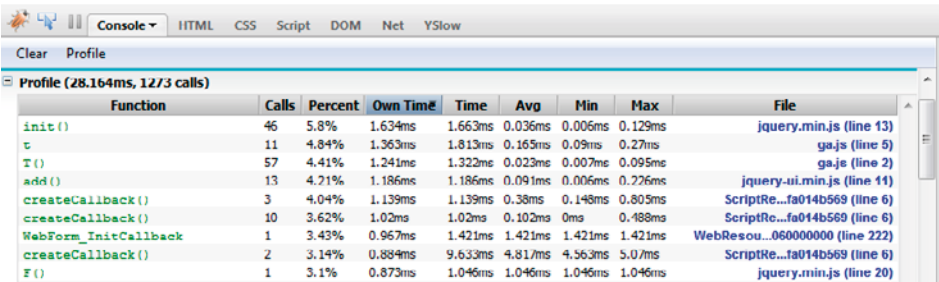 Console HTML CSS Script DOM Net YSlow
Clear Profile
Profile (28.164ms, 1273 calls)
Function Calls Percent Own Time Time Avg Min Max File
init() 46 5.8% 1.634ms 1.663ms 0.036ms 0.006ms 0.129ms jquery.min.js (line 13)
t 11 4.84% 1.363ms 1.813ms 0.165ms 0.09ms 0.27ms ga.js (line 5)
T() 57 4.41% 1.241ms 1.322ms 0.023ms 0.007ms 0.095ms ga.js (line 2)
add() 13 4.21% 1.186ms 1.186ms 0.091ms 0.006ms 0.226ms jquery-ui.min.js (line 11)
createCallback() 3 4.04% 1.139ms 1.139ms 0.38ms 0.148ms 0.805ms ScriptRe...fa014b569 (line 6)
createCallback() 10 3.62% 1.02ms 1.02ms 0.102ms 0ms 0.488ms ScriptRe...fa014b569 (line 6)
WebForm_InitCallback 1 3.43% 0.967ms 1.421ms 1.421ms 1.421ms 1.421ms WebResou...060000000 (line 222)
createCallback() 2 3.14% 0.884ms 9.633ms 4.817ms 4.563ms 5.07ms ScriptRe...fa014b569 (line 6)
F() 1 3.1% 0.873ms 1.046ms 1.046ms 1.046ms 1.046ms jquery.min.js (line 20)